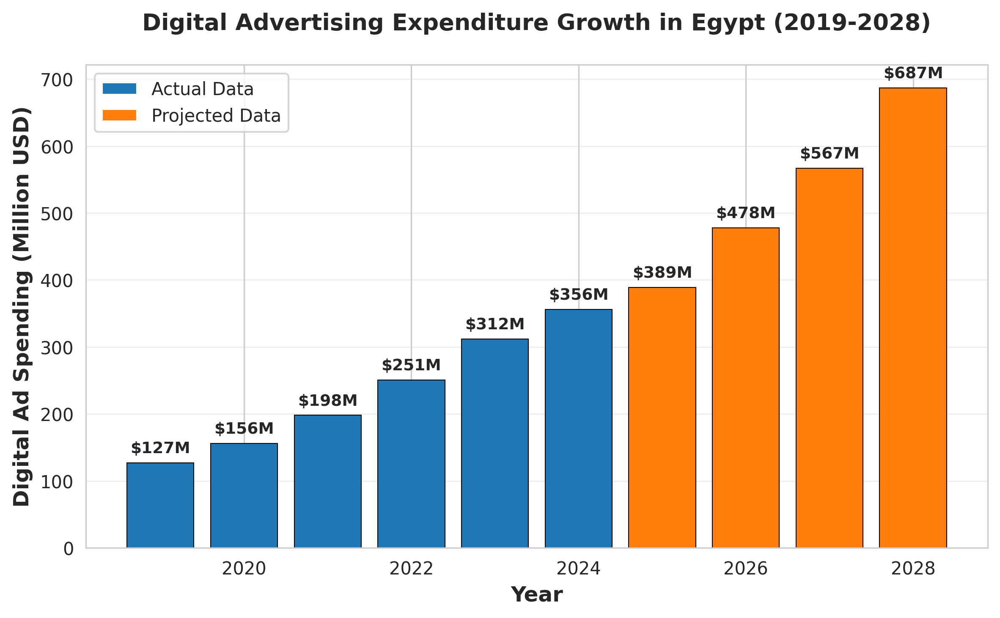 Digital Advertising Expenditure Growth in Egypt (2019-2028)
Digital Ad Spending (Million USD)
700
600
500
400
300
200
100
0
Actual Data
Projected Data
$127M
$156M
$198M
$251M
$312M
$356M
$389M
$478M
$567M
$687M
2020
2022
2024
2026
2028
Year